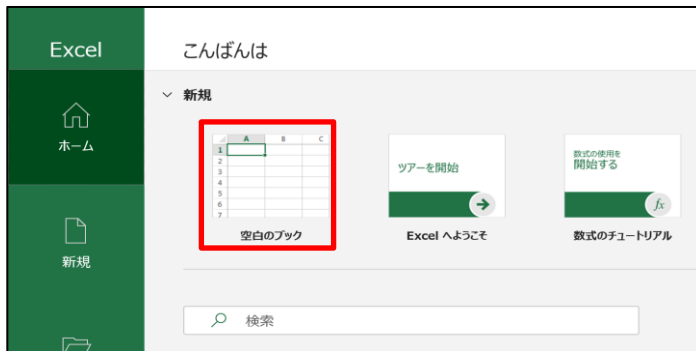 Excel
こんばんは
ホーム
新規
新規
A B C
1
2
3
4
5
6
7
空白のブック
ツアーを開始
Excel へようこそ
数式の使用を
開始する
fx
数式のチュートリアル
検索